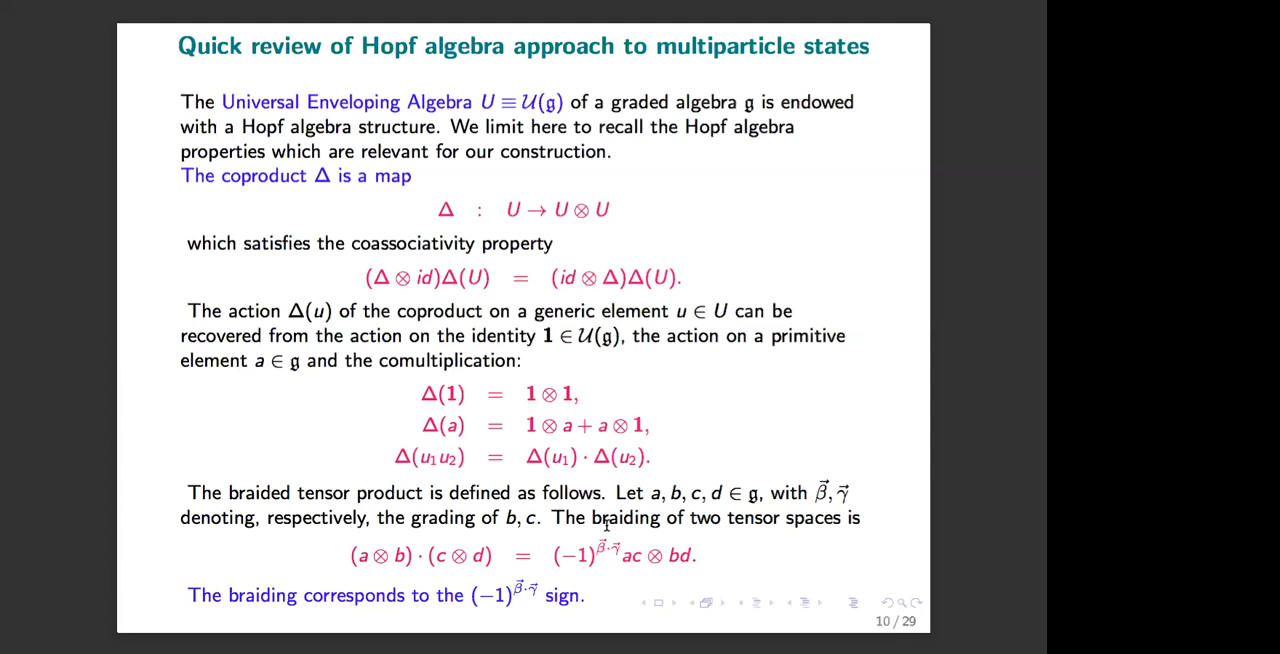 Quick review of Hopf algebra approach to multiparticle states
The Universal Enveloping Algebra U ≡ 𝒰(𝔤) of a graded algebra 𝔤 is endowed
with a Hopf algebra structure. We limit here to recall the Hopf algebra
properties which are relevant for our construction.
The coproduct Δ is a map
Δ : U → U ⊗ U
which satisfies the coassociativity property
(Δ ⊗ id)Δ(U) = (id ⊗ Δ)Δ(U).
The action Δ(u) of the coproduct on a generic element u ∈ U can be
recovered from the action on the identity 𝟏 ∈ 𝒰(𝔤), the action on a primitive
element a ∈ 𝔤 and the comultiplication:
Δ(𝟏) = 𝟏 ⊗ 𝟏,
Δ(a) = 𝟏 ⊗ a + a ⊗ 𝟏,
Δ(u₁u₂) = Δ(u₁) · Δ(u₂).
The braided tensor product is defined as follows. Let a, b, c, d ∈ 𝔤, with β⃗, γ⃗
denoting, respectively, the grading of b, c. The braiding of two tensor spaces is
(a ⊗ b) · (c ⊗ d) = (−1)^{β⃗·γ⃗} ac ⊗ bd.
The braiding corresponds to the (−1)^{β⃗·γ⃗} sign.
10 / 29